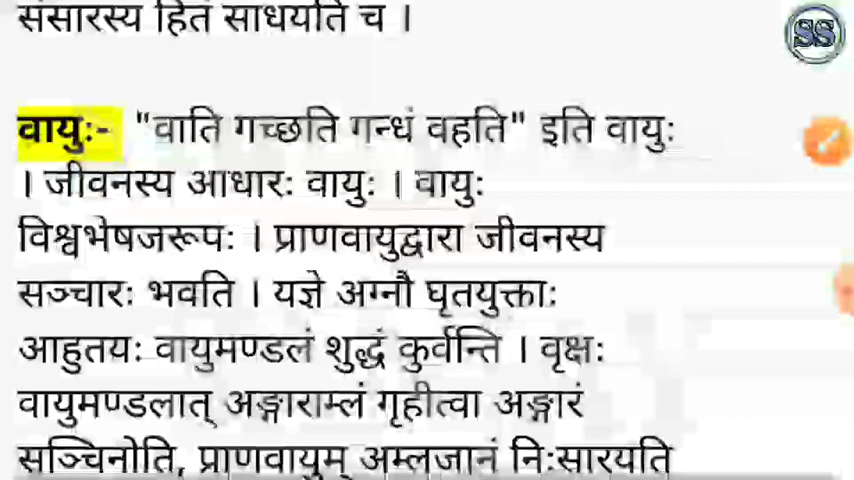 संसारस्य हितं साधयति च ।
SS
वायुः- "वाति गच्छति गन्धं वहति" इति वायुः
। जीवनस्य आधारः वायुः । वायुः
विश्वभेषजरूपः । प्राणवायुद्वारा जीवनस्य
सञ्चारः भवति । यज्ञे अग्नौ घृतयुक्ताः
आहुतयः वायुमण्डलं शुद्धं कुर्वन्ति । वृक्षः
वायुमण्डलात् अङ्गाराम्लं गृहीत्वा अङ्गारं
सञ्चिनोति, प्राणवायुम् अम्लजानं निःसारयति